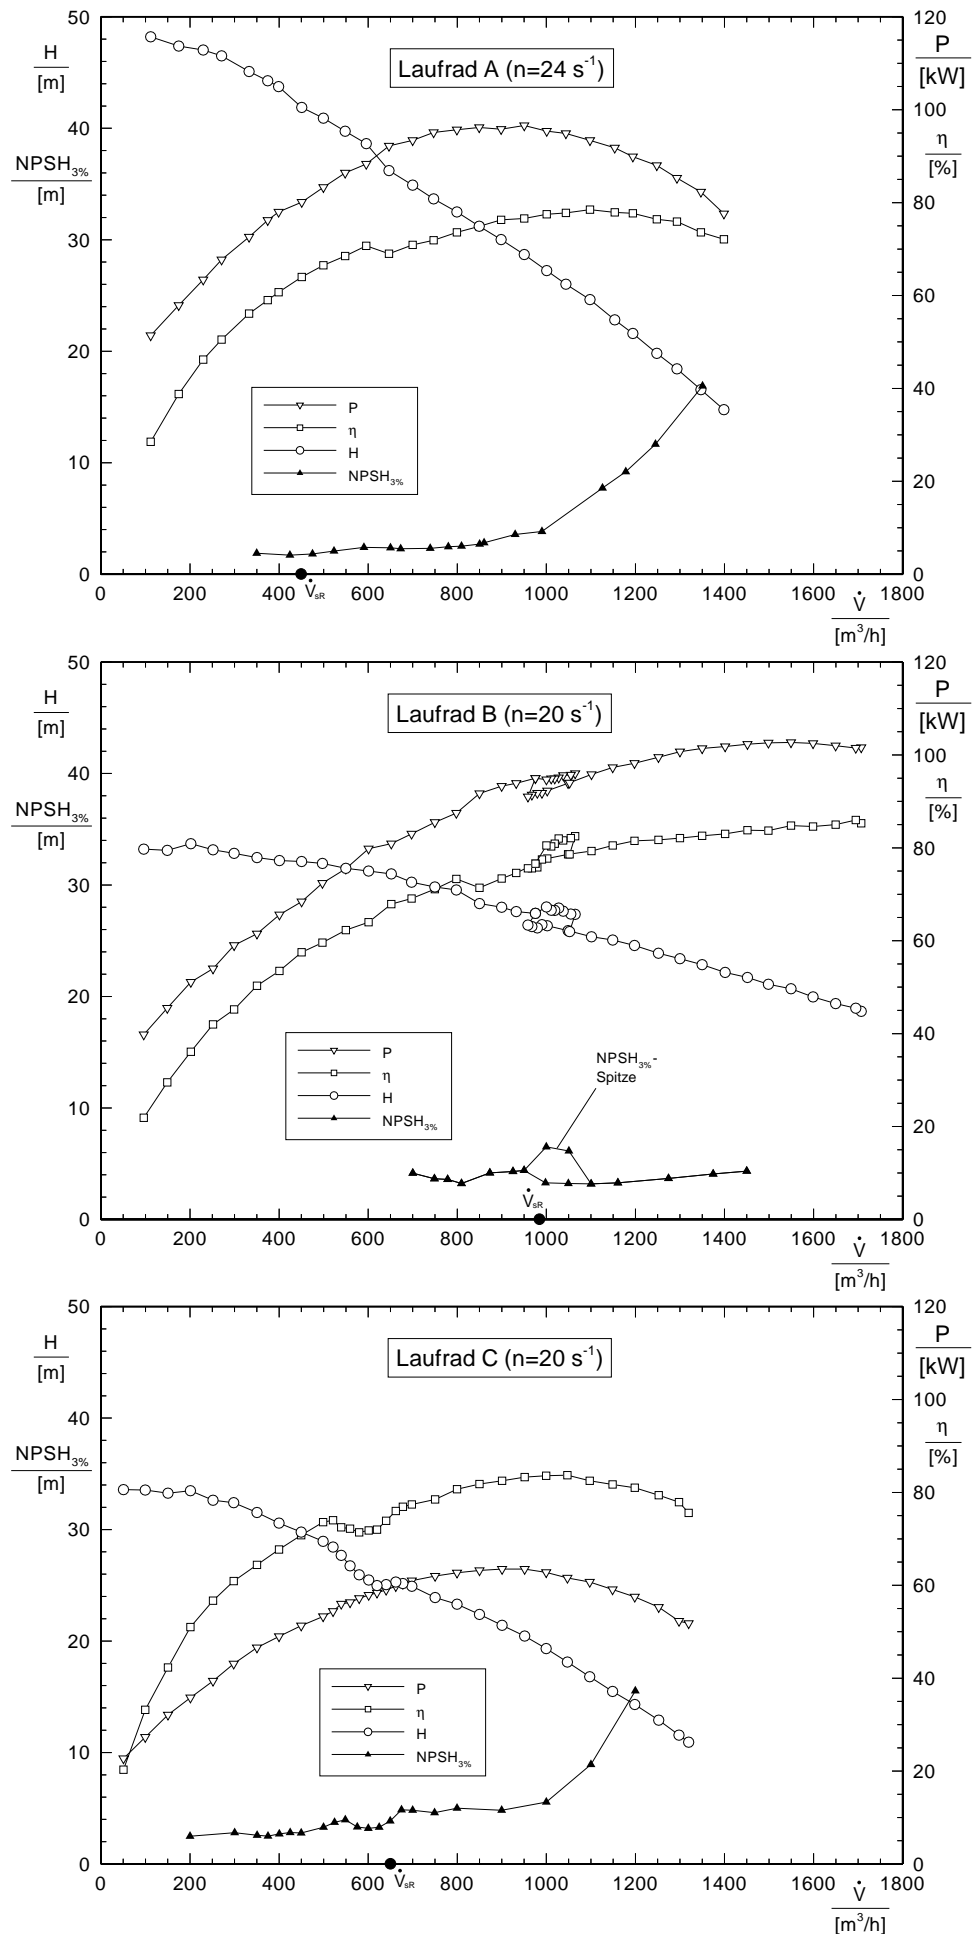 Laufrad A (n=24 s⁻¹)
H
[m]
NPSH3%
[m]
50
40
30
20
10
0
P
[kW]
η
[%]
120
100
80
60
40
20
0
P
η
H
NPSH3%
V̇sR
0 200 400 600 800 1000 1200 1400 1600 1800
V̇
[m³/h]
Laufrad B (n=20 s⁻¹)
H
[m]
NPSH3%
[m]
50
40
30
20
10
0
P
[kW]
η
[%]
120
100
80
60
40
20
0
P
η
H
NPSH3%
NPSH3%-
Spitze
V̇sR
0 200 400 600 800 1000 1200 1400 1600 1800
V̇
[m³/h]
Laufrad C (n=20 s⁻¹)
H
[m]
NPSH3%
[m]
50
40
30
20
10
0
P
[kW]
η
[%]
120
100
80
60
40
20
0
P
η
H
NPSH3%
V̇sR
0 200 400 600 800 1000 1200 1400 1600 1800
V̇
[m³/h]